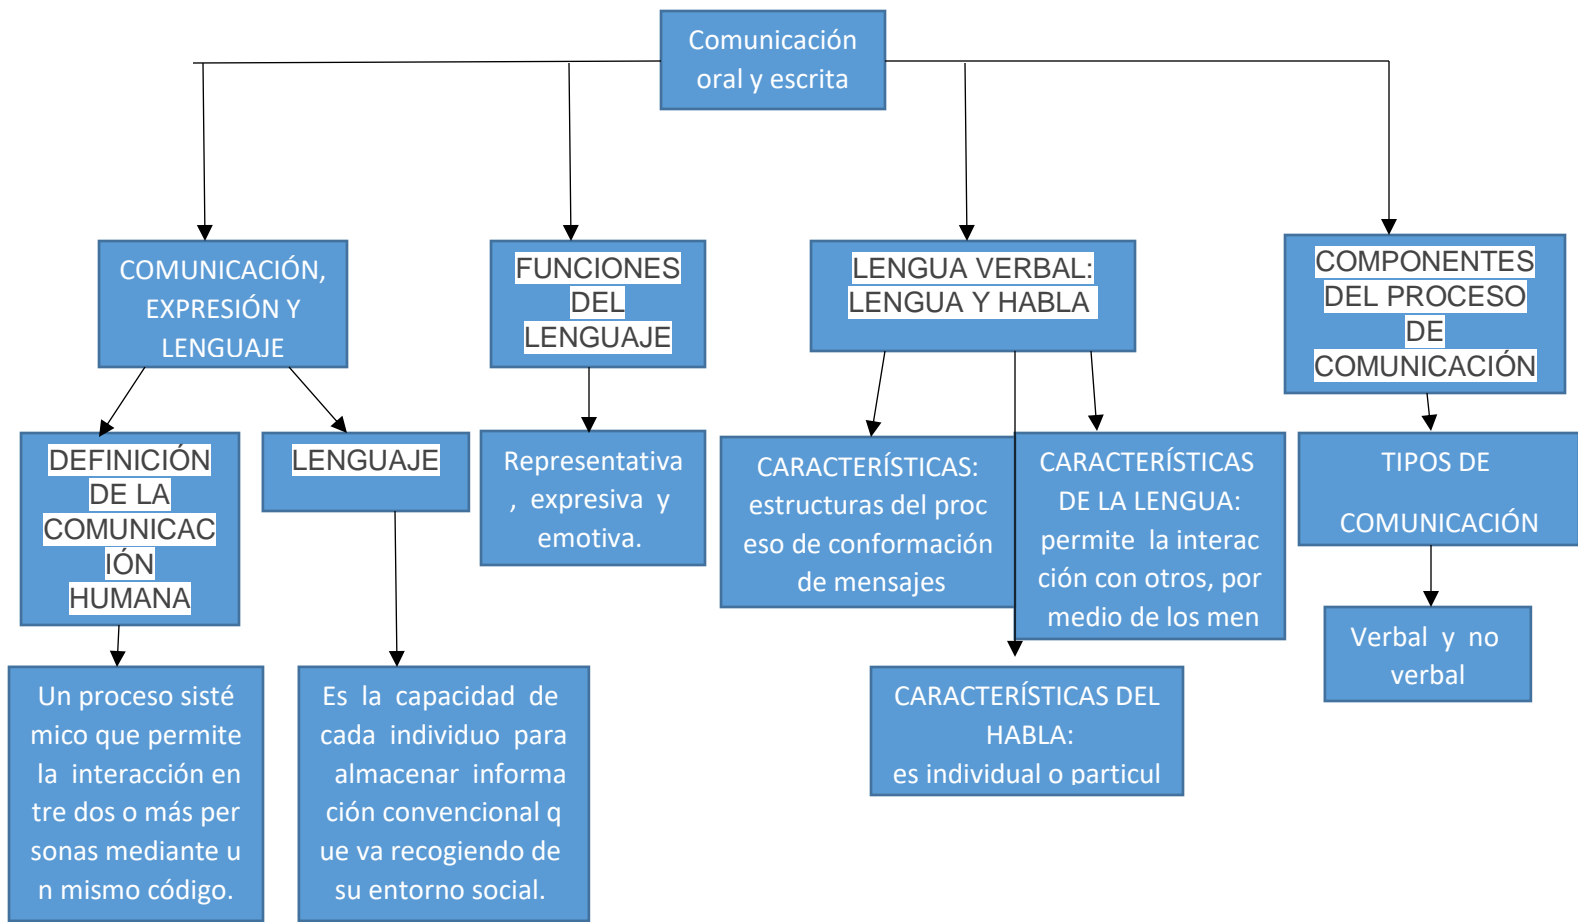 Comunicación
oral y escrita
COMUNICACIÓN,
EXPRESIÓN Y
LENGUAJE
FUNCIONES
DEL
LENGUAJE
LENGUA VERBAL:
LENGUA Y HABLA
COMPONENTES
DEL PROCESO
DE
COMUNICACIÓN
DEFINICIÓN
DE LA
COMUNICAC
IÓN
HUMANA
LENGUAJE
Representativa
, expresiva y
emotiva.
CARACTERÍSTICAS:
estructuras del proc
eso de conformación
de mensajes
CARACTERÍSTICAS
DE LA LENGUA:
permite la interac
ción con otros, por
medio de los men
TIPOS DE
COMUNICACIÓN
Un proceso sisté
mico que permite
la interacción en
tre dos o más per
sonas mediante u
n mismo código.
Es la capacidad de
cada individuo para
almacenar informa
ción convencional q
ue va recogiendo de
su entorno social.
CARACTERÍSTICAS DEL
HABLA:
es individual o particul
Verbal y no
verbal